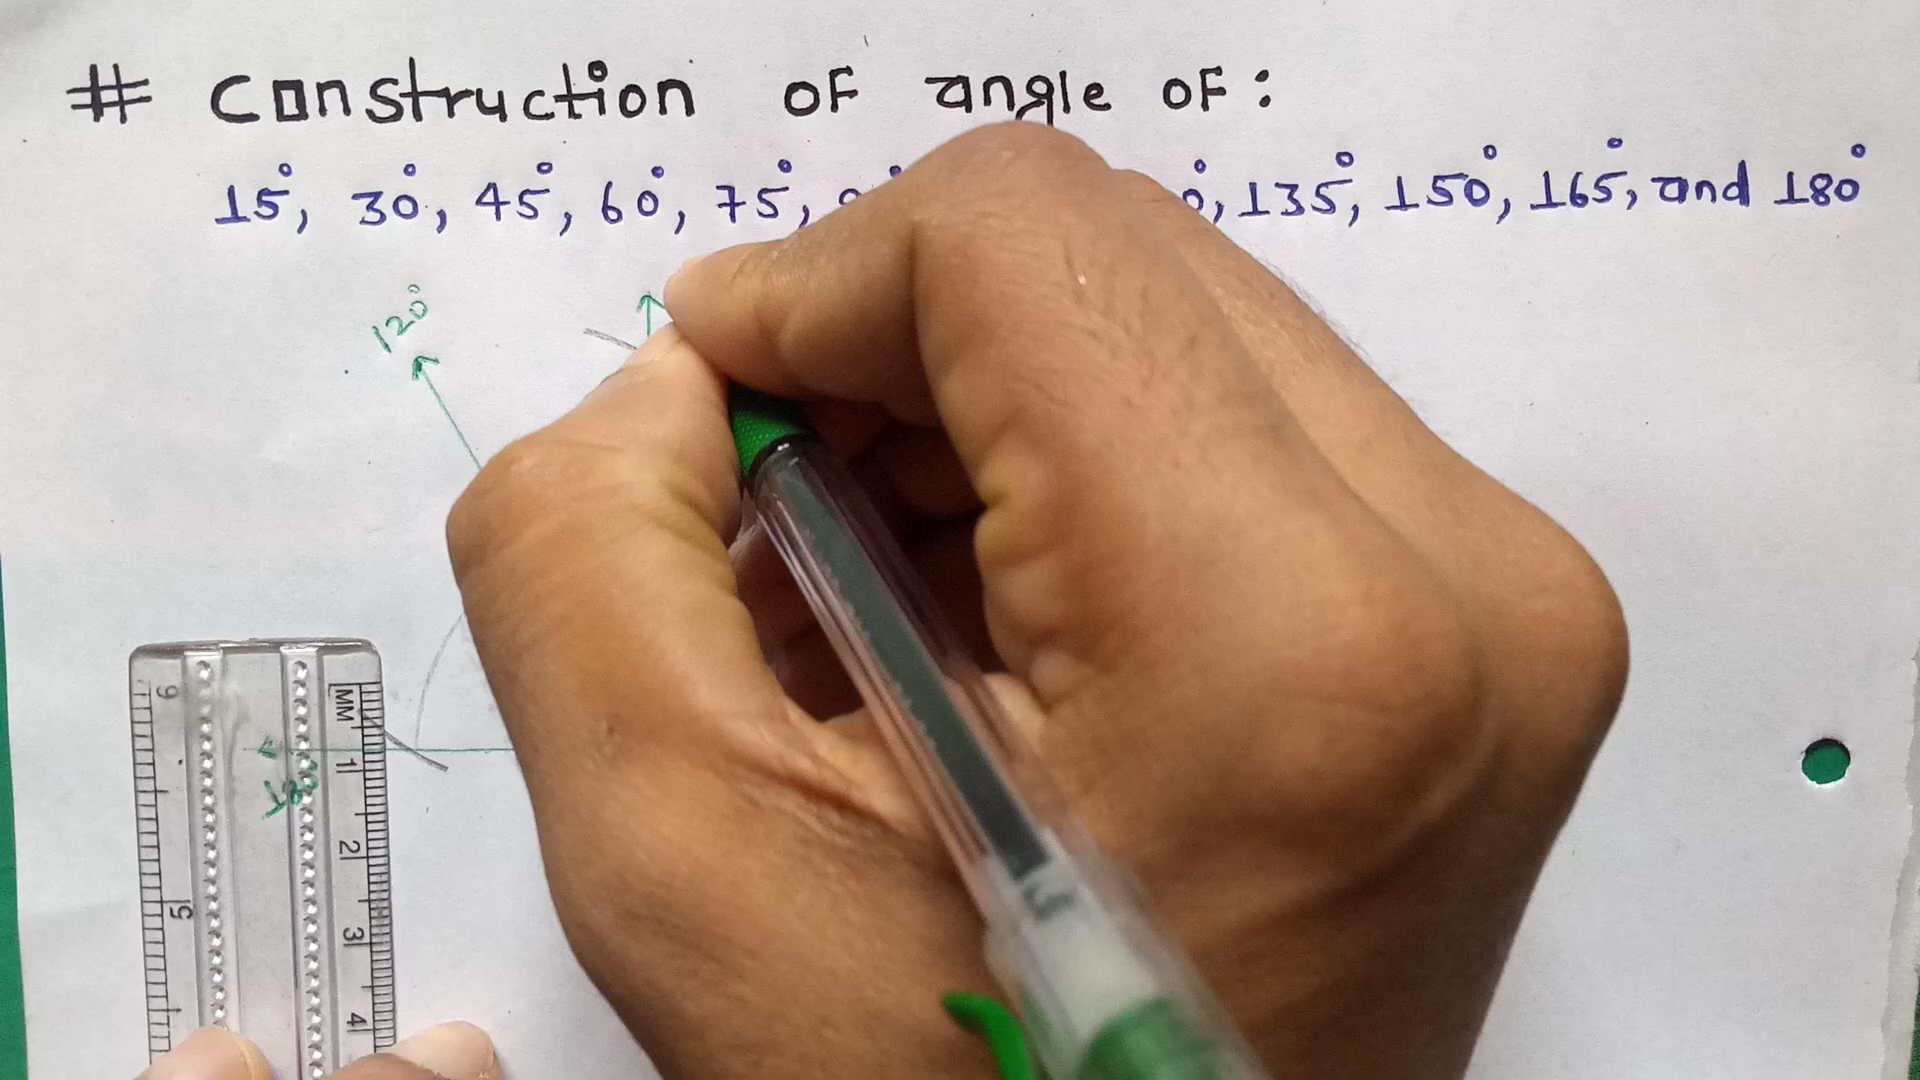 # Construction of angle of:
15°, 30°, 45°, 60°, 75°, 135°, 150°, 165°, and 180°
120°
180°
MM
1
2
3
4
6
5